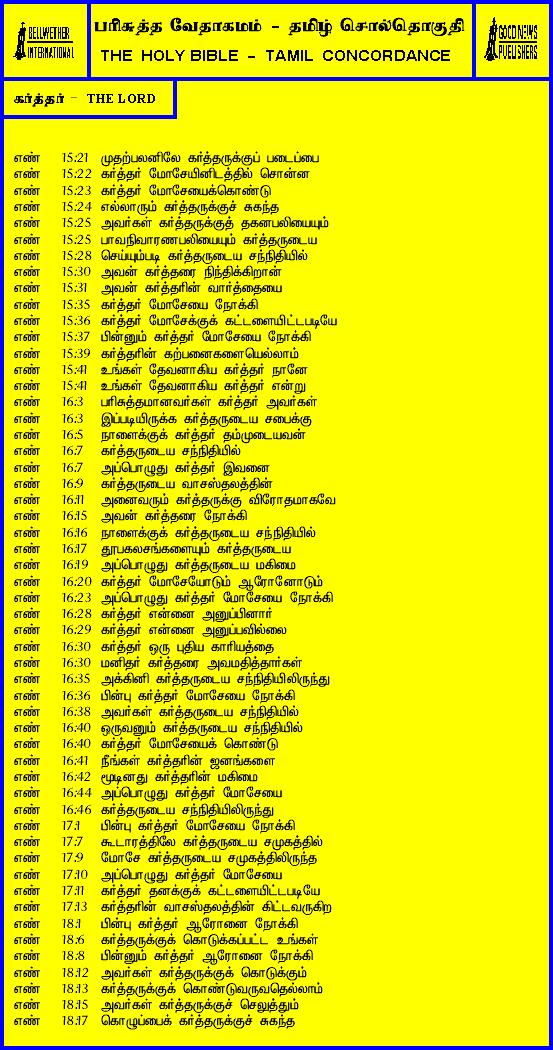 BELLWETHER
INTERNATIONAL
பரிசுத்த வேதாகமம் - தமிழ் சொல்தொகுதி
THE HOLY BIBLE - TAMIL CONCORDANCE
GOOD NEWS
PUBLISHERS
கர்த்தர் - THE LORD
எண் 15:21 முதற்பலனிலே கர்த்தருக்குப் படைப்பை
எண் 15:22 கர்த்தர் மோசேயினிடத்தில் சொன்ன
எண் 15:23 கர்த்தர் மோசேயைக்கொண்டு
எண் 15:24 எல்லாரும் கர்த்தருக்குச் சுகந்த
எண் 15:25 அவர்கள் கர்த்தருக்குத் தகனபலியையும்
எண் 15:25 பாவநிவாரணபலியையும் கர்த்தருடைய
எண் 15:28 செய்யும்படி கர்த்தருடைய சந்நிதியில்
எண் 15:30 அவன் கர்த்தரை நிந்திக்கிறான்
எண் 15:31 அவன் கர்த்தரின் வார்த்தையை
எண் 15:35 கர்த்தர் மோசேயை நோக்கி
எண் 15:36 கர்த்தர் மோசேக்குக் கட்டளையிட்டபடியே
எண் 15:37 பின்னும் கர்த்தர் மோசேயை நோக்கி
எண் 15:39 கர்த்தரின் கற்பனைகளையெல்லாம்
எண் 15:41 உங்கள் தேவனாகிய கர்த்தர் நானே
எண் 15:41 உங்கள் தேவனாகிய கர்த்தர் என்று
எண் 16:3 பரிசுத்தமானவர்கள் கர்த்தர் அவர்கள்
எண் 16:3 இப்படியிருக்க கர்த்தருடைய சபைக்கு
எண் 16:5 நாளைக்குக் கர்த்தர் தம்முடையவன்
எண் 16:7 கர்த்தருடைய சந்நிதியில்
எண் 16:7 அப்பொழுது கர்த்தர் இவனை
எண் 16:9 கர்த்தருடைய வாசஸ்தலத்தின்
எண் 16:11 அனைவரும் கர்த்தருக்கு விரோதமாகவே
எண் 16:15 அவன் கர்த்தரை நோக்கி
எண் 16:16 நாளைக்குக் கர்த்தருடைய சந்நிதியில்
எண் 16:17 தூபகலசங்களையும் கர்த்தருடைய
எண் 16:19 அப்பொழுது கர்த்தருடைய மகிமை
எண் 16:20 கர்த்தர் மோசேயோடும் ஆரோனோடும்
எண் 16:23 அப்பொழுது கர்த்தர் மோசேயை நோக்கி
எண் 16:28 கர்த்தர் என்னை அனுப்பினார்
எண் 16:29 கர்த்தர் என்னை அனுப்பவில்லை
எண் 16:30 கர்த்தர் ஒரு புதிய காரியத்தை
எண் 16:30 மனிதர் கர்த்தரை அவமதித்தார்கள்
எண் 16:35 அக்கினி கர்த்தருடைய சந்நிதியிலிருந்து
எண் 16:36 பின்பு கர்த்தர் மோசேயை நோக்கி
எண் 16:38 அவர்கள் கர்த்தருடைய சந்நிதியில்
எண் 16:40 ஒருவனும் கர்த்தருடைய சந்நிதியில்
எண் 16:40 கர்த்தர் மோசேயைக் கொண்டு
எண் 16:41 நீங்கள் கர்த்தரின் ஜனங்களை
எண் 16:42 மூடினது கர்த்தரின் மகிமை
எண் 16:44 அப்பொழுது கர்த்தர் மோசேயை
எண் 16:46 கர்த்தருடைய சந்நிதியிலிருந்து
எண் 17:1 பின்பு கர்த்தர் மோசேயை நோக்கி
எண் 17:7 கூடாரத்திலே கர்த்தருடைய சமுகத்தில்
எண் 17:9 மோசே கர்த்தருடைய சமுகத்திலிருந்த
எண் 17:10 அப்பொழுது கர்த்தர் மோசேயை
எண் 17:11 கர்த்தர் தனக்குக் கட்டளையிட்டபடியே
எண் 17:13 கர்த்தரின் வாசஸ்தலத்தின் கிட்டவருகிற
எண் 18:1 பின்பு கர்த்தர் ஆரோனை நோக்கி
எண் 18:6 கர்த்தருக்குக் கொடுக்கப்பட்ட உங்கள்
எண் 18:8 பின்னும் கர்த்தர் ஆரோனை நோக்கி
எண் 18:12 அவர்கள் கர்த்தருக்குக் கொடுக்கும்
எண் 18:13 கர்த்தருக்குக் கொண்டுவருவதெல்லாம்
எண் 18:15 அவர்கள் கர்த்தருக்குச் செலுத்தும்
எண் 18:17 கொழுப்பைக் கர்த்தருக்குச் சுகந்த